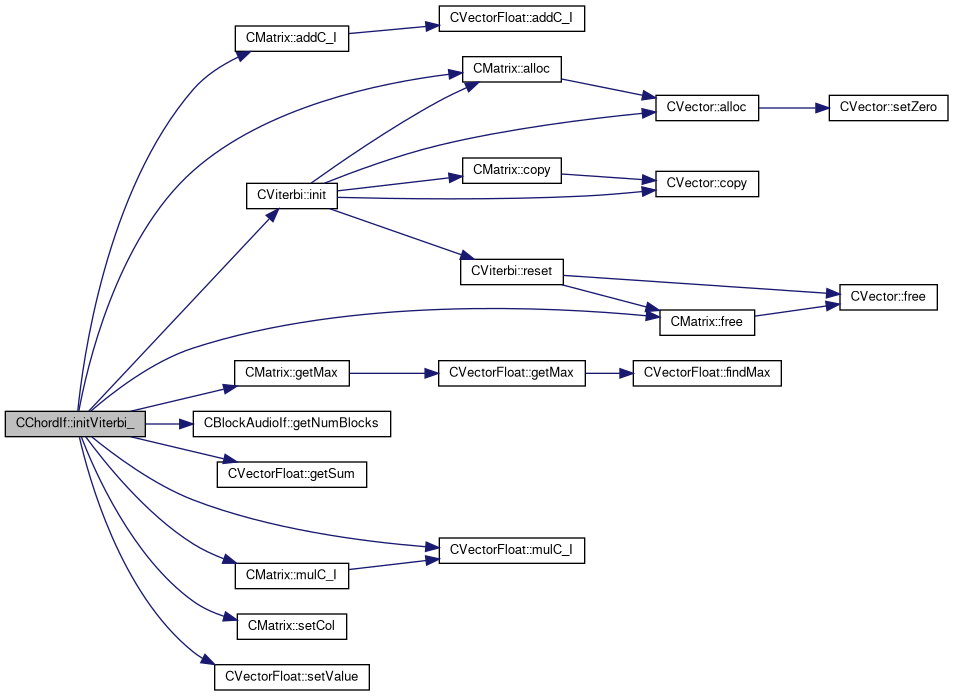 CVectorFloat::addC_I
CMatrix::addC_I
CMatrix::alloc
CVector::alloc
CVector::setZero
CMatrix::copy
CVector::copy
CViterbi::init
CViterbi::reset
CVector::free
CMatrix::free
CMatrix::getMax
CVectorFloat::getMax
CVectorFloat::findMax
CChordIf::initViterbi_
CBlockAudioIf::getNumBlocks
CVectorFloat::getSum
CVectorFloat::mulC_I
CMatrix::mulC_I
CMatrix::setCol
CVectorFloat::setValue